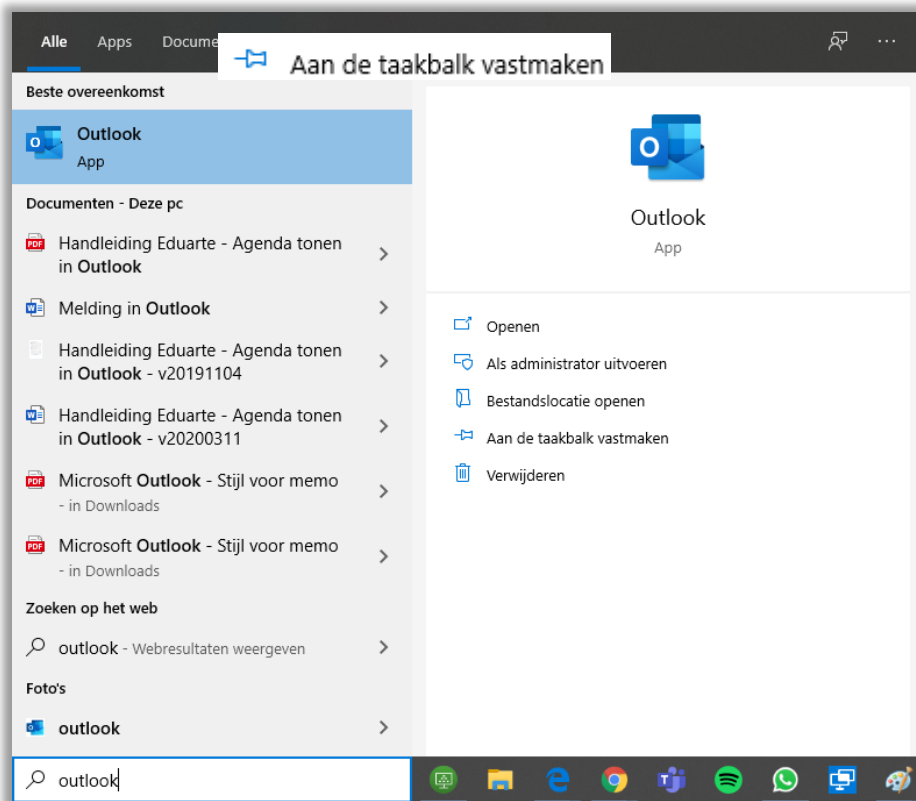 Alle Apps Docume
Aan de taakbalk vastmaken
Beste overeenkomst
Outlook
App
Documenten - Deze pc
Handleiding Eduarte - Agenda tonen
in Outlook
Melding in Outlook
Handleiding Eduarte - Agenda tonen
in Outlook - v20191104
Handleiding Eduarte - Agenda tonen
in Outlook - v20200311
Microsoft Outlook - Stijl voor memo
- in Downloads
Microsoft Outlook - Stijl voor memo
- in Downloads
Zoeken op het web
outlook - Webresultaten weergeven
Foto's
outlook
outlook
Outlook
App
Openen
Als administrator uitvoeren
Bestandslocatie openen
Aan de taakbalk vastmaken
Verwijderen